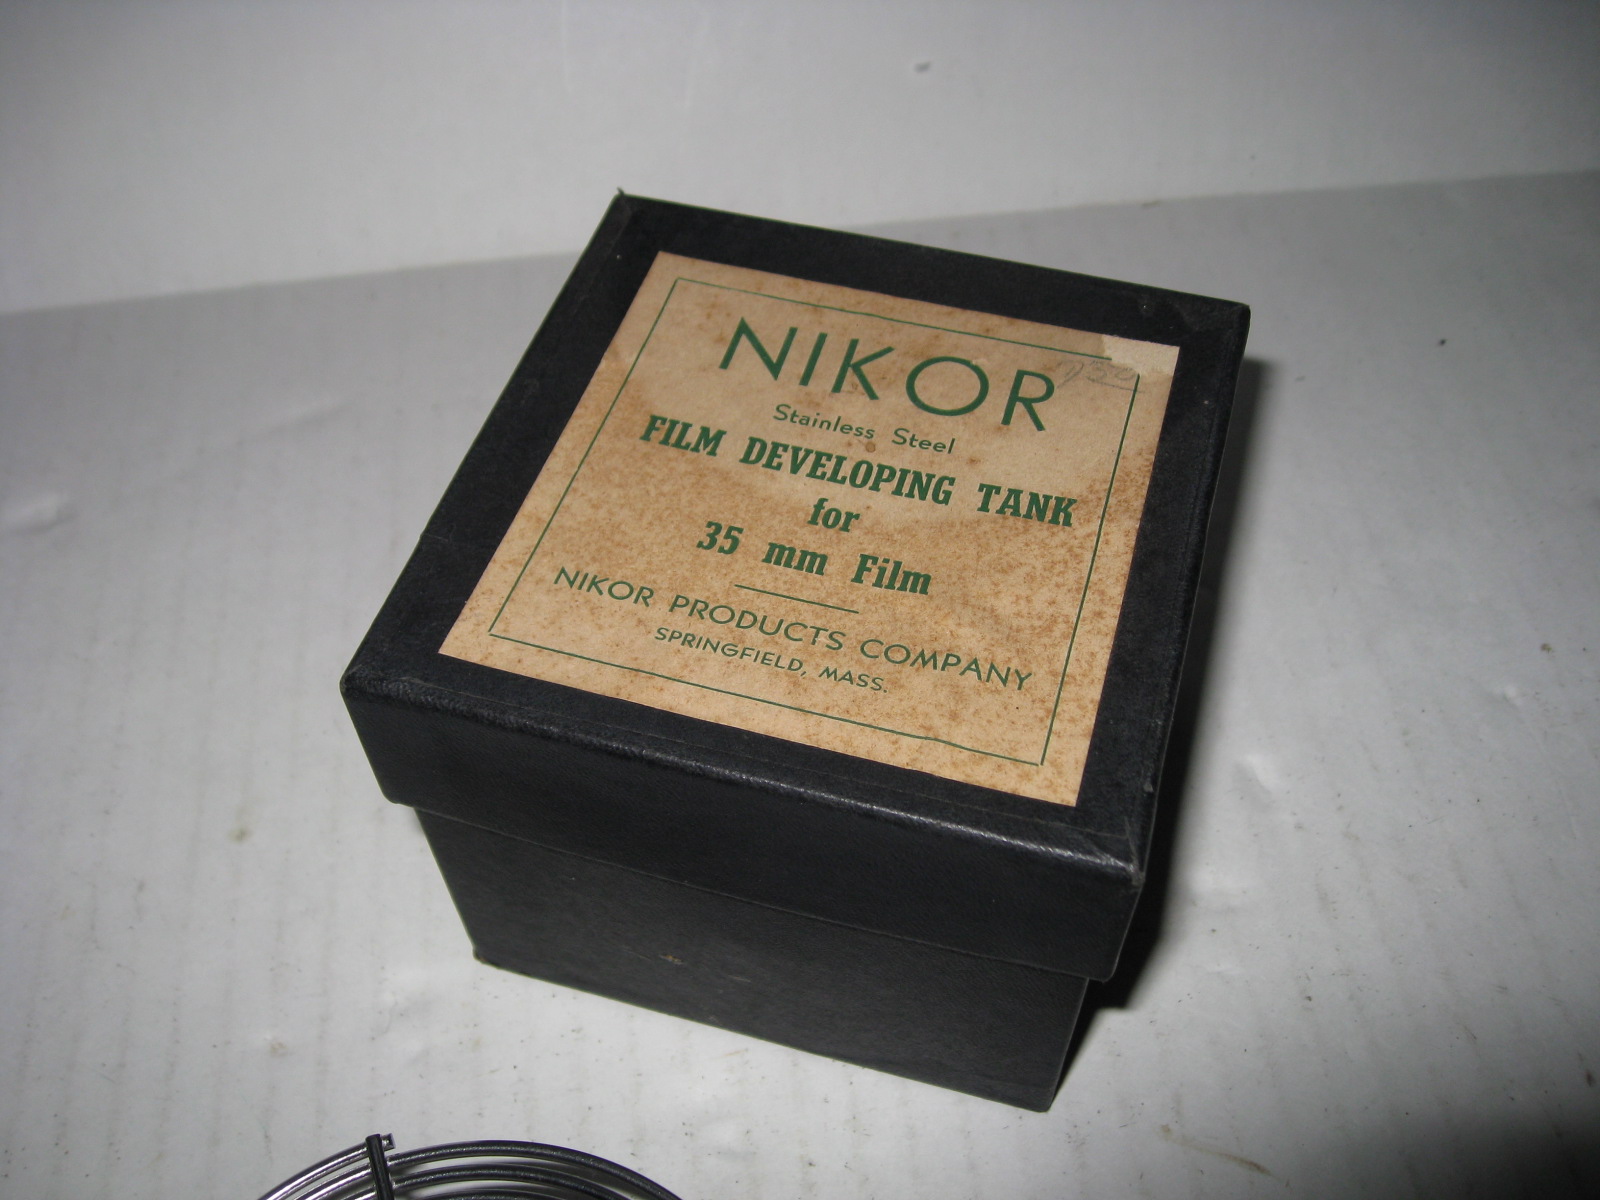 NIKOR
Stainless Steel
FILM DEVELOPING TANK
for
35 mm Film
NIKOR PRODUCTS COMPANY
SPRINGFIELD, MASS.